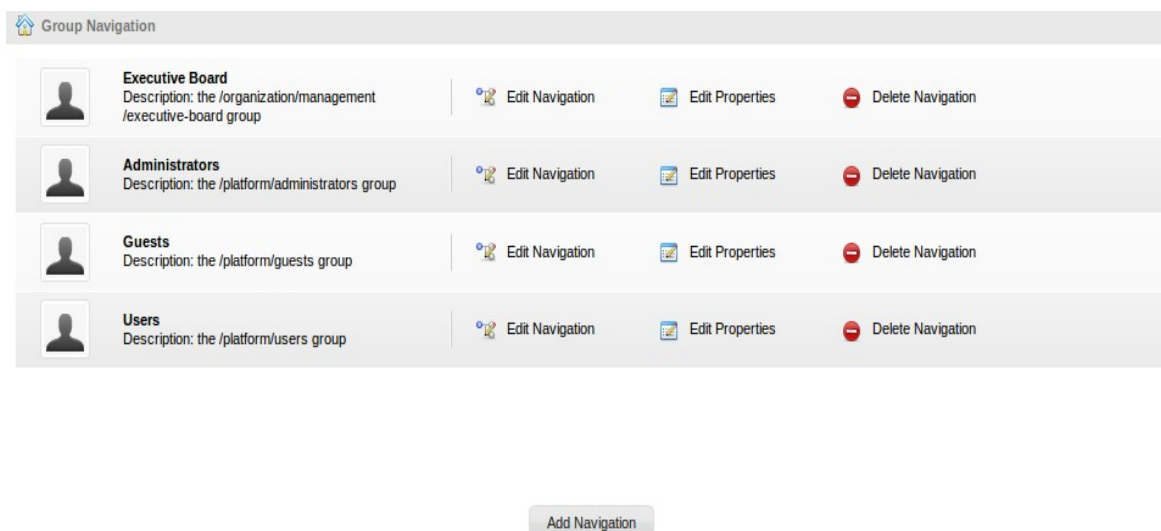 Group Navigation
Executive Board
Description: the /organization/management
/executive-board group
Edit Navigation
Edit Properties
Delete Navigation
Administrators
Description: the /platform/administrators group
Edit Navigation
Edit Properties
Delete Navigation
Guests
Description: the /platform/guests group
Edit Navigation
Edit Properties
Delete Navigation
Users
Description: the /platform/users group
Edit Navigation
Edit Properties
Delete Navigation
Add Navigation